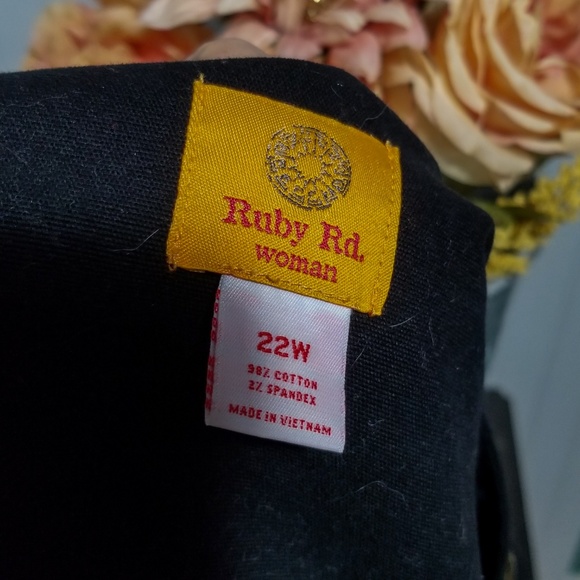 Ruby Rd.
woman
22W
98% COTTON
2% SPANDEX
MADE IN VIETNAM